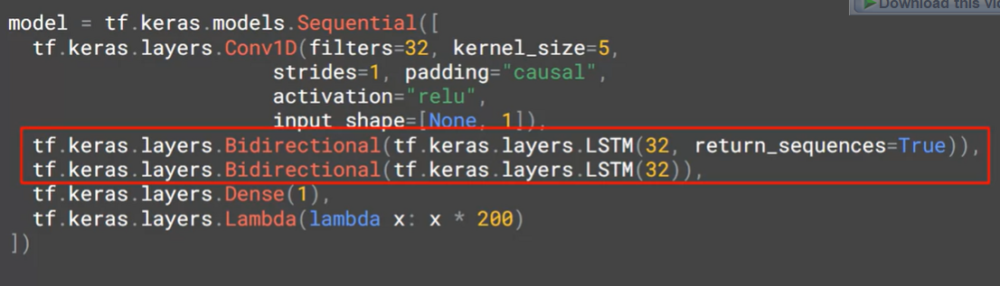 Download this vid
model = tf.keras.models.Sequential([
  tf.keras.layers.Conv1D(filters=32, kernel_size=5,
                      strides=1, padding="causal",
                      activation="relu",
                      input_shape=[None, 1]),
  tf.keras.layers.Bidirectional(tf.keras.layers.LSTM(32, return_sequences=True)),
  tf.keras.layers.Bidirectional(tf.keras.layers.LSTM(32)),
  tf.keras.layers.Dense(1),
  tf.keras.layers.Lambda(lambda x: x * 200)
])